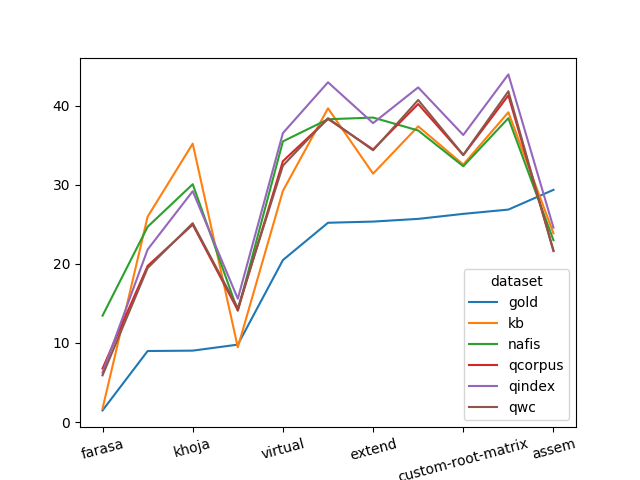 40
30
20
10
0
dataset
gold
kb
nafis
qcorpus
qindex
qwc
farasa
khoja
virtual
extend
custom-root-matrix
assem